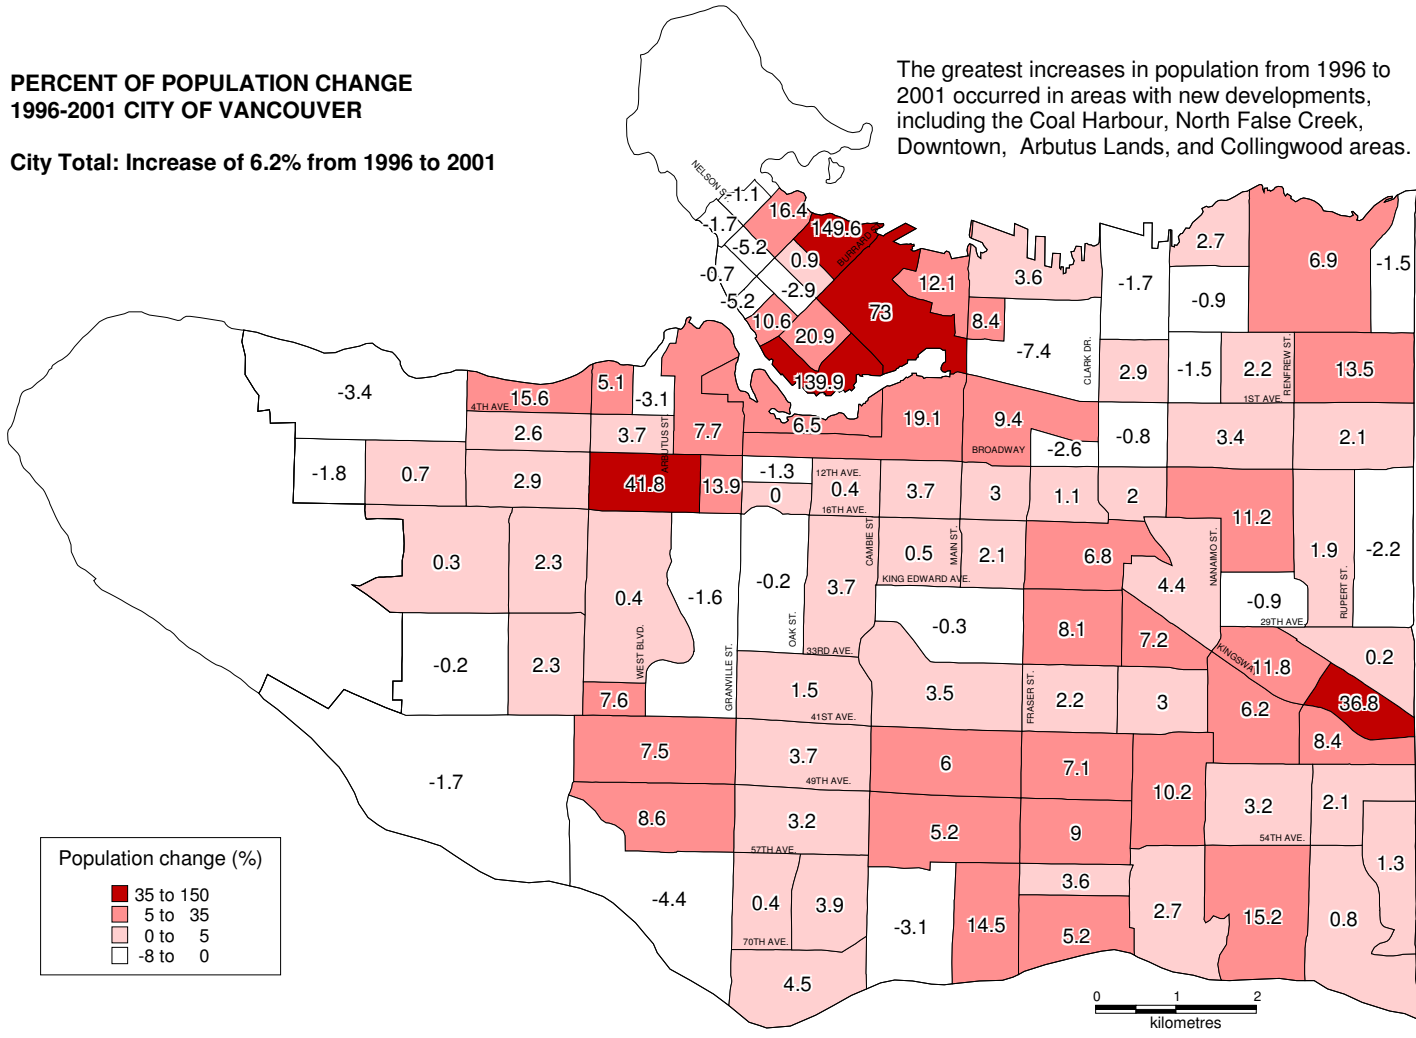 PERCENT OF POPULATION CHANGE
1996-2001 CITY OF VANCOUVER
City Total: Increase of 6.2% from 1996 to 2001
The greatest increases in population from 1996 to
2001 occurred in areas with new developments,
including the Coal Harbour, North False Creek,
Downtown, Arbutus Lands, and Collingwood areas.
NELSON ST.
-1.1
16.4
-1.7
149.6
BURRARD
-5.2
0.9
-0.7
-2.9
-5.2
12.1
73
10.6
20.9
139.9
3.6
8.4
-7.4
CLARK DR.
-1.7
2.7
-0.9
6.9
-1.5
2.9
-1.5
2.2
RENFREW ST.
13.5
1ST AVE.
-3.4
4TH AVE.
15.6
5.1
-3.1
2.6
3.7
ARBUTUS ST.
7.7
6.5
19.1
9.4
BROADWAY
-2.6
-0.8
3.4
2.1
-1.8
0.7
2.9
41.8
13.9
-1.3
0
12TH AVE.
0.4
16TH AVE.
3.7
3
1.1
2
11.2
1.9
-2.2
0.3
2.3
0.4
-1.6
-0.2
OAK ST.
3.7
CAMBIE ST.
0.5
MAIN ST.
2.1
KING EDWARD AVE.
6.8
4.4
NANAIMO ST.
-0.9
29TH AVE.
RUPERT ST.
-0.2
2.3
WEST BLVD.
7.6
GRANVILLE ST.
33RD AVE.
1.5
41ST AVE.
-0.3
3.5
8.1
7.2
KINGSWA
11.8
0.2
36.8
FRASER ST.
2.2
3
6.2
8.4
-1.7
7.5
3.7
49TH AVE.
6
7.1
10.2
3.2
54TH AVE.
2.1
8.6
3.2
57TH AVE.
5.2
9
1.3
-4.4
0.4
3.9
70TH AVE.
-3.1
14.5
3.6
5.2
2.7
15.2
0.8
4.5
Population change (%)
35 to 150
5 to 35
0 to 5
-8 to 0
0 1 2
kilometres